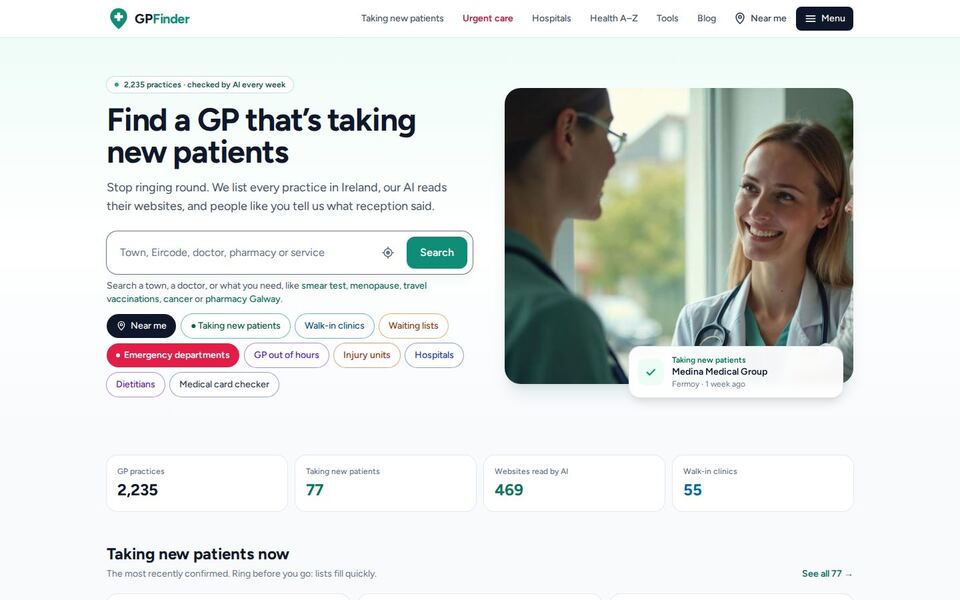 GPFinder
Taking new patients
Urgent care
Hospitals
Health A–Z
Tools
Blog
Near me
Menu
2,235 practices · checked by AI every week
Find a GP that’s taking
new patients
Stop ringing round. We list every practice in Ireland, our AI reads
their websites, and people like you tell us what reception said.
Town, Eircode, doctor, pharmacy or service
Search
Search a town, a doctor, or what you need, like smear test, menopause, travel
vaccinations, cancer or pharmacy Galway.
Near me
Taking new patients
Walk-in clinics
Waiting lists
Emergency departments
GP out of hours
Injury units
Hospitals
Dietitians
Medical card checker
Taking new patients
Medina Medical Group
Fermoy · 1 week ago
GP practices
2,235
Taking new patients
77
Websites read by AI
469
Walk-in clinics
55
Taking new patients now
The most recently confirmed. Ring before you go: lists fill quickly.
See all 77 →